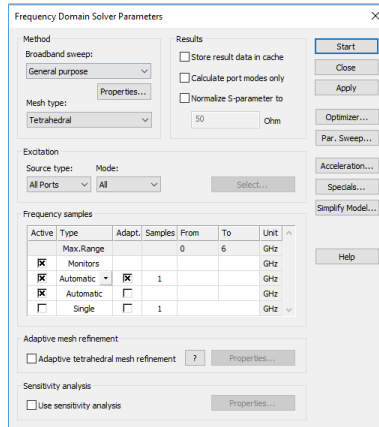 Frequency Domain Solver Parameters
Method
Broadband sweep:
General purpose
Properties...
Mesh type:
Tetrahedral
Results
Store result data in cache
Calculate port modes only
Normalize S-parameter to
50 Ohm
Start
Close
Apply
Optimizer...
Par. Sweep...
Acceleration...
Specials...
Simplify Model...
Help
Excitation
Source type: Mode:
All Ports All Select...
Frequency samples
Active Type Adapt. Samples From To Unit
Max.Range 0 6 GHz
Monitors GHz
Automatic 1 GHz
Automatic GHz
Single 1 GHz
Adaptive mesh refinement
Adaptive tetrahedral mesh refinement ? Properties...
Sensitivity analysis
Use sensitivity analysis Properties...